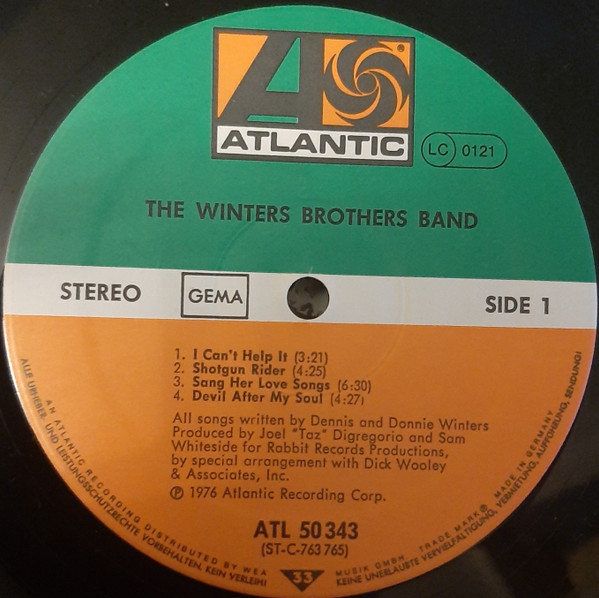 ATLANTIC
LC 0121
THE WINTERS BROTHERS BAND
STEREO GEMA SIDE 1
1. I Can't Help It (3:21)
2. Shotgun Rider (4:25)
3. Sang Her Love Songs (6:30)
4. Devil After My Soul (4:27)
All songs written by Dennis and Donnie Winters
Produced by Joel "Taz" Digregorio and Sam
Whiteside for Rabbit Records Productions,
by special arrangement with Dick Wooley
& Associates, Inc.
Ⓟ 1976 Atlantic Recording Corp.
ATL 50 343
(ST-C-763 765)
33
AN ATLANTIC RECORDING DISTRIBUTED BY WEA MUSIK GMBH TRADE MARK ® MADE IN GERMANY
ALLE URHEBER- UND LEISTUNGSSCHUTZRECHTE VORBEHALTEN. KEIN VERLEIH! KEINE UNERLAUBTE VERVIELFÄLTIGUNG, VERMIETUNG, AUFFÜHRUNG, SENDUNG!